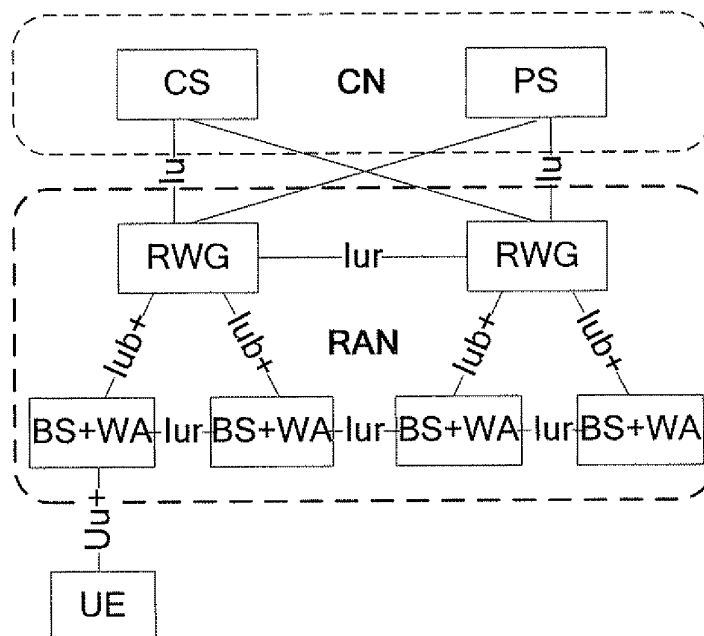 CS
CN
PS
Iu
Iu
RWG
Iur
RWG
Iub+
Iub+
RAN
Iub+
Iub+
BS+WA
Iur
BS+WA
Iur
BS+WA
Iur
BS+WA
Uu+
UE